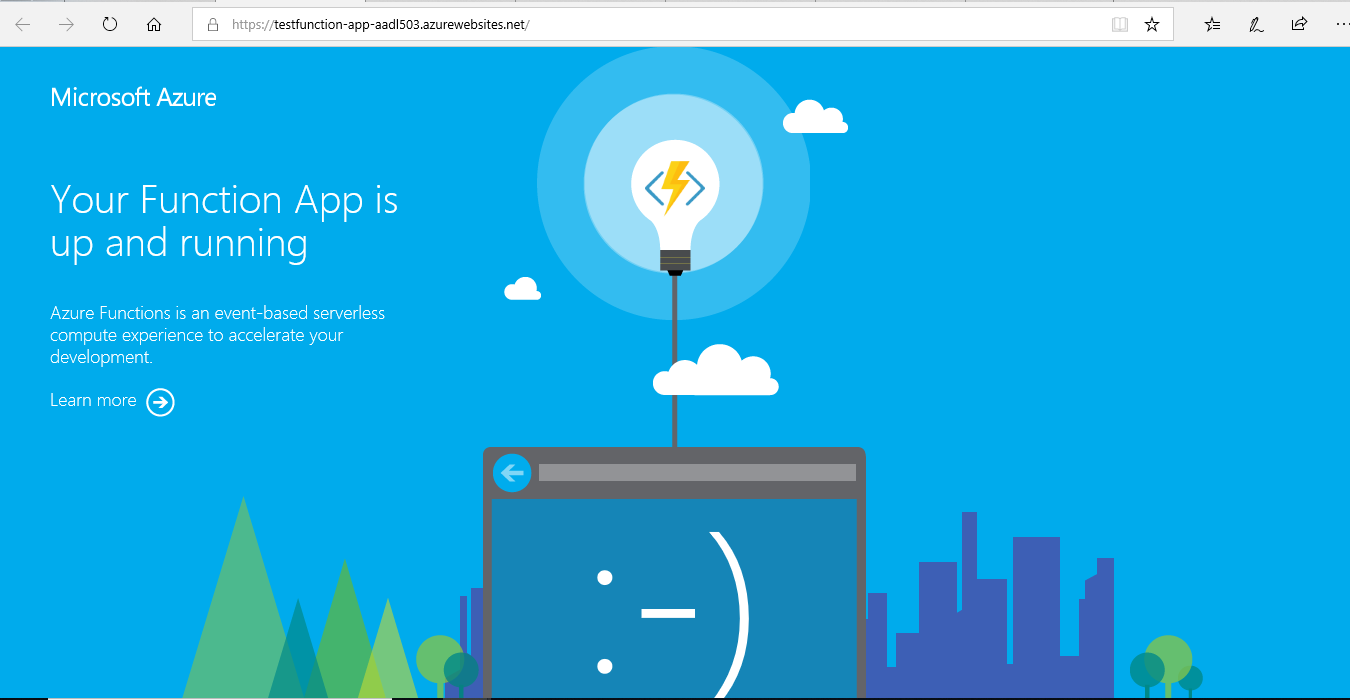 https://testfunction-app-aadl503.azurewebsites.net/
Microsoft Azure
Your Function App is
up and running
Azure Functions is an event-based serverless
compute experience to accelerate your
development.
Learn more
:-)